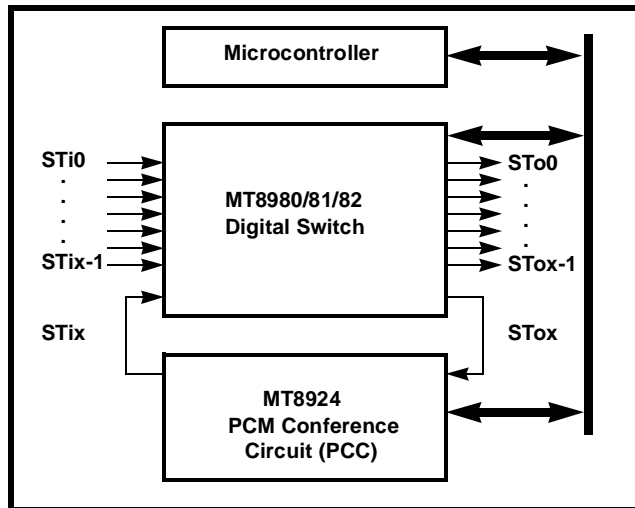 Microcontroller
STi0
STo0
MT8980/81/82
Digital Switch
.
.
.
.
.
.
.
.
STix-1
STox-1
STix
STox
MT8924
PCM Conference
Circuit (PCC)